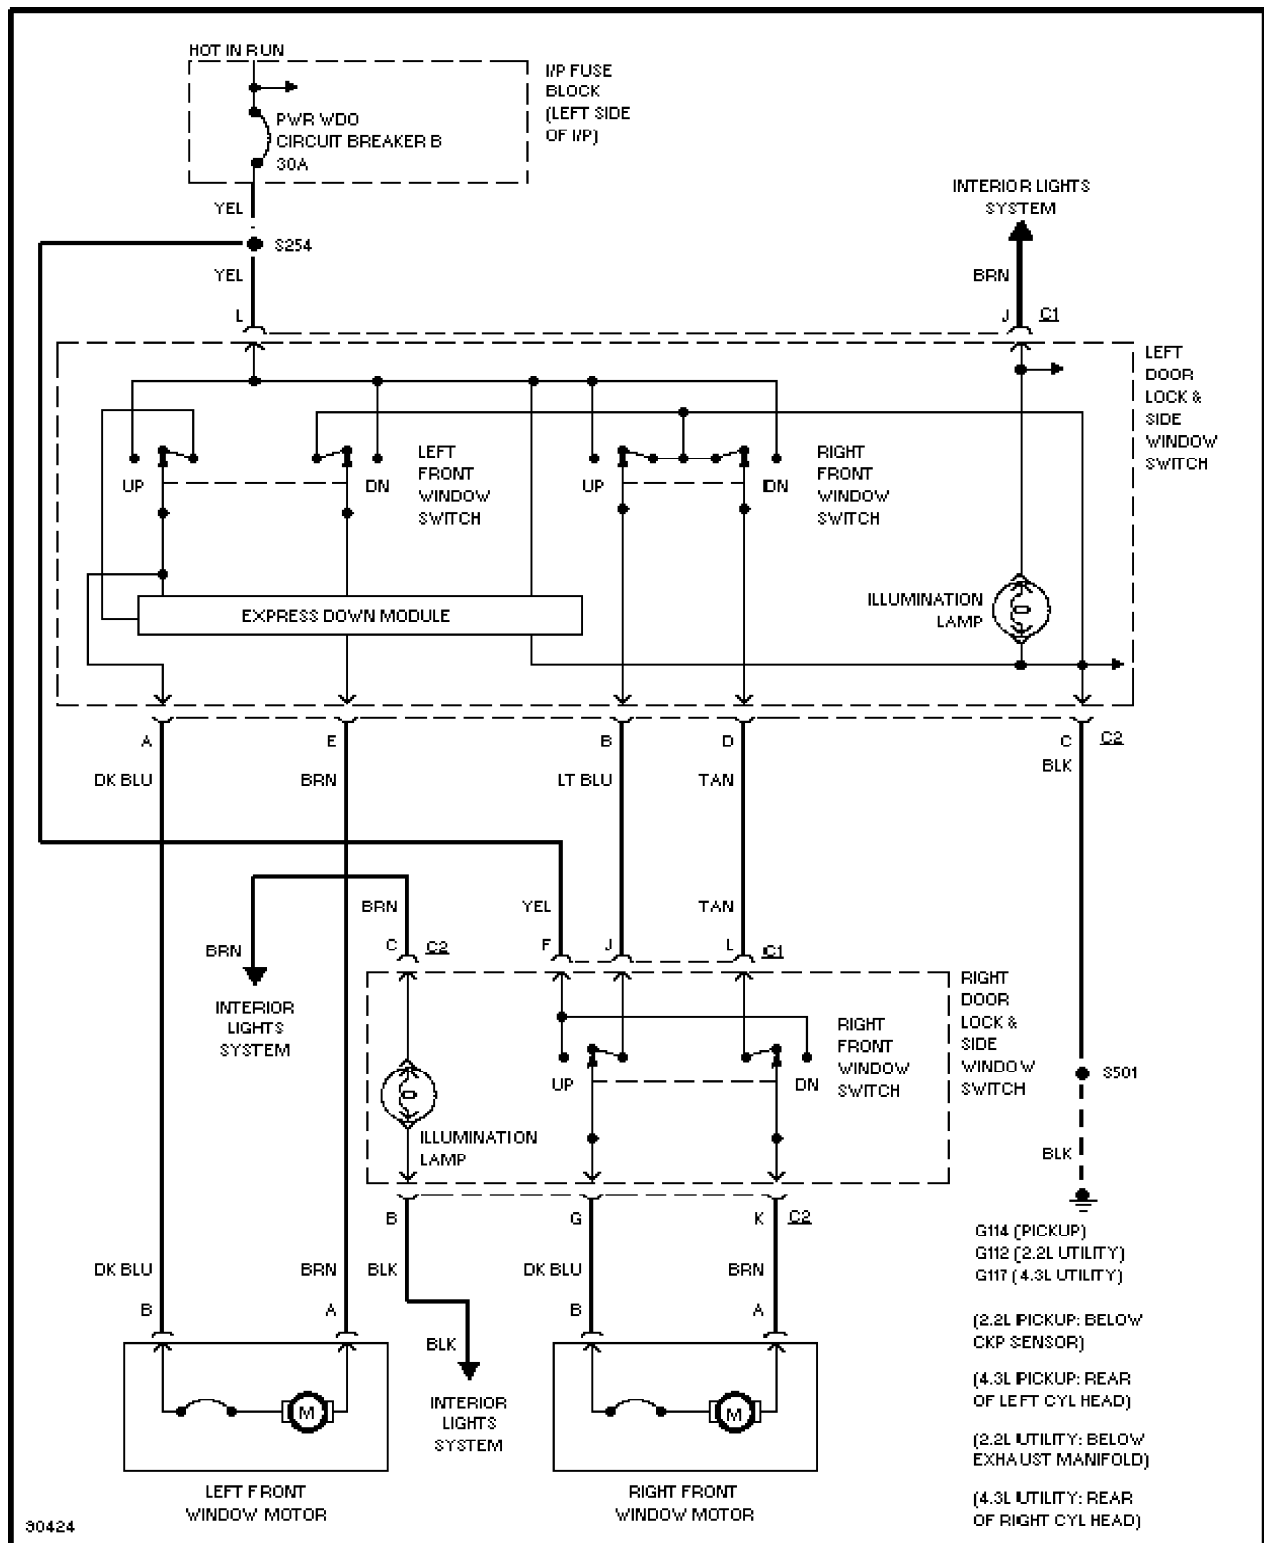 HOT IN RUN
I/P FUSE
BLOCK
(LEFT SIDE
OF I/P)
PWR WDO
CIRCUIT BREAKER B
30A
YEL
S254
YEL
L
INTERIOR LIGHTS
SYSTEM
BRN
J
C1
LEFT
DOOR
LOCK &
SIDE
WINDOW
SWITCH
UP
DN
LEFT
FRONT
WINDOW
SWITCH
UP
DN
RIGHT
FRONT
WINDOW
SWITCH
EXPRESS DOWN MODULE
ILLUMINATION
LAMP
A
E
B
D
C
C2
DK BLU
BRN
LT BLU
TAN
BLK
BRN
YEL
TAN
BRN
C
C2
F
J
L
C1
INTERIOR
LIGHTS
SYSTEM
RIGHT
DOOR
LOCK &
SIDE
WINDOW
SWITCH
UP
DN
RIGHT
FRONT
WINDOW
SWITCH
ILLUMINATION
LAMP
S501
BLK
B
G
K
C2
G114 (PICKUP)
G112 (2.2L UTILITY)
G117 (4.3L UTILITY)
DK BLU
BRN
BLK
DK BLU
BRN
B
A
B
A
BLK
(2.2L PICKUP: BELOW
CKP SENSOR)
(4.3L PICKUP: REAR
OF LEFT CYL HEAD)
(2.2L UTILITY: BELOW
EXHAUST MANIFOLD)
(4.3L UTILITY: REAR
OF RIGHT CYL HEAD)
M
M
INTERIOR
LIGHTS
SYSTEM
LEFT FRONT
WINDOW MOTOR
RIGHT FRONT
WINDOW MOTOR
90424